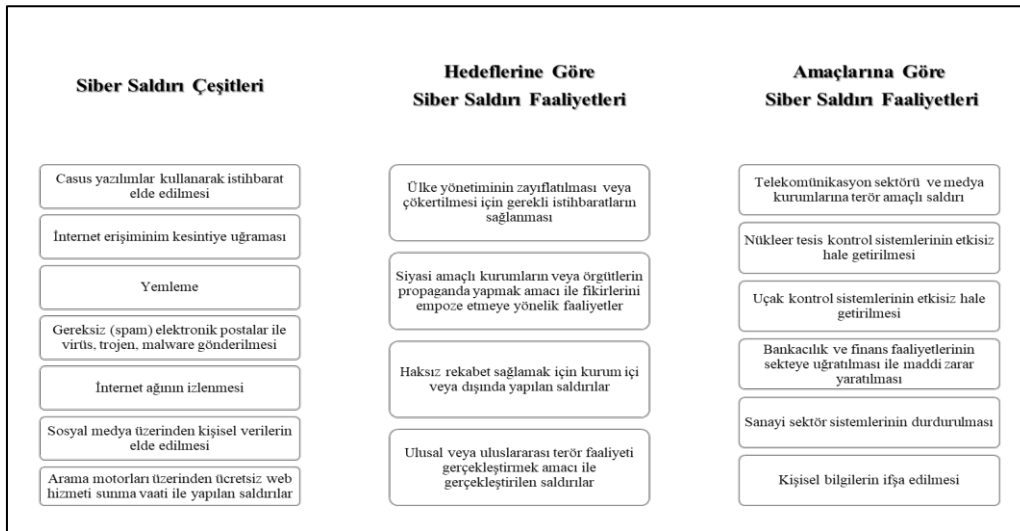 Siber Saldırı Çeşitleri
Casus yazılımlar kullanarak istihbarat
elde edilmesi
İnternet erişiminim kesintiye uğraması
Yemleme
Gereksiz (spam) elektronik postalar ile
virüs, trojen, malware gönderilmesi
İnternet ağının izlenmesi
Sosyal medya üzerinden kişisel verilerin
elde edilmesi
Arama motorları üzerinden ücretsiz web
hizmeti sunma vaati ile yapılan saldırılar
Hedeflerine Göre
Siber Saldırı Faaliyetleri
Ülke yönetiminin zayıflatılması veya
çökertilmesi için gerekli istihbaratların
sağlanması
Siyasi amaçlı kurumların veya örgütlerin
propaganda yapmak amacı ile fikirlerini
empoze etmeye yönelik faaliyetler
Haksız rekabet sağlamak için kurum içi
veya dışında yapılan saldırılar
Ulusal veya uluslararası terör faaliyeti
gerçekleştirmek amacı ile
gerçekleştirilen saldırılar
Amaçlarına Göre
Siber Saldırı Faaliyetleri
Telekomünikasyon sektörü ve medya
kurumlarına terör amaçlı saldırı
Nükleer tesis kontrol sistemlerinin etkisiz
hale getirilmesi
Uçak kontrol sistemlerinin etkisiz hale
getirilmesi
Bankacılık ve finans faaliyetlerinin
sekteye uğratılması ile maddi zarar
yaratılması
Sanayi sektör sistemlerinin durdurulması
Kişisel bilgilerin ifşa edilmesi